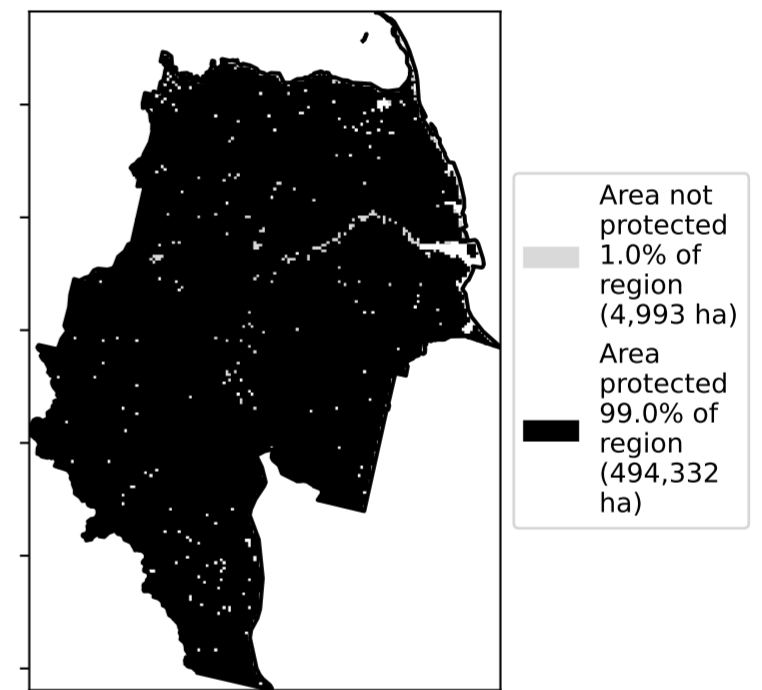 Area not
protected
1.0% of
region
(4,993 ha)
Area
protected
99.0% of
region
(494,332
ha)